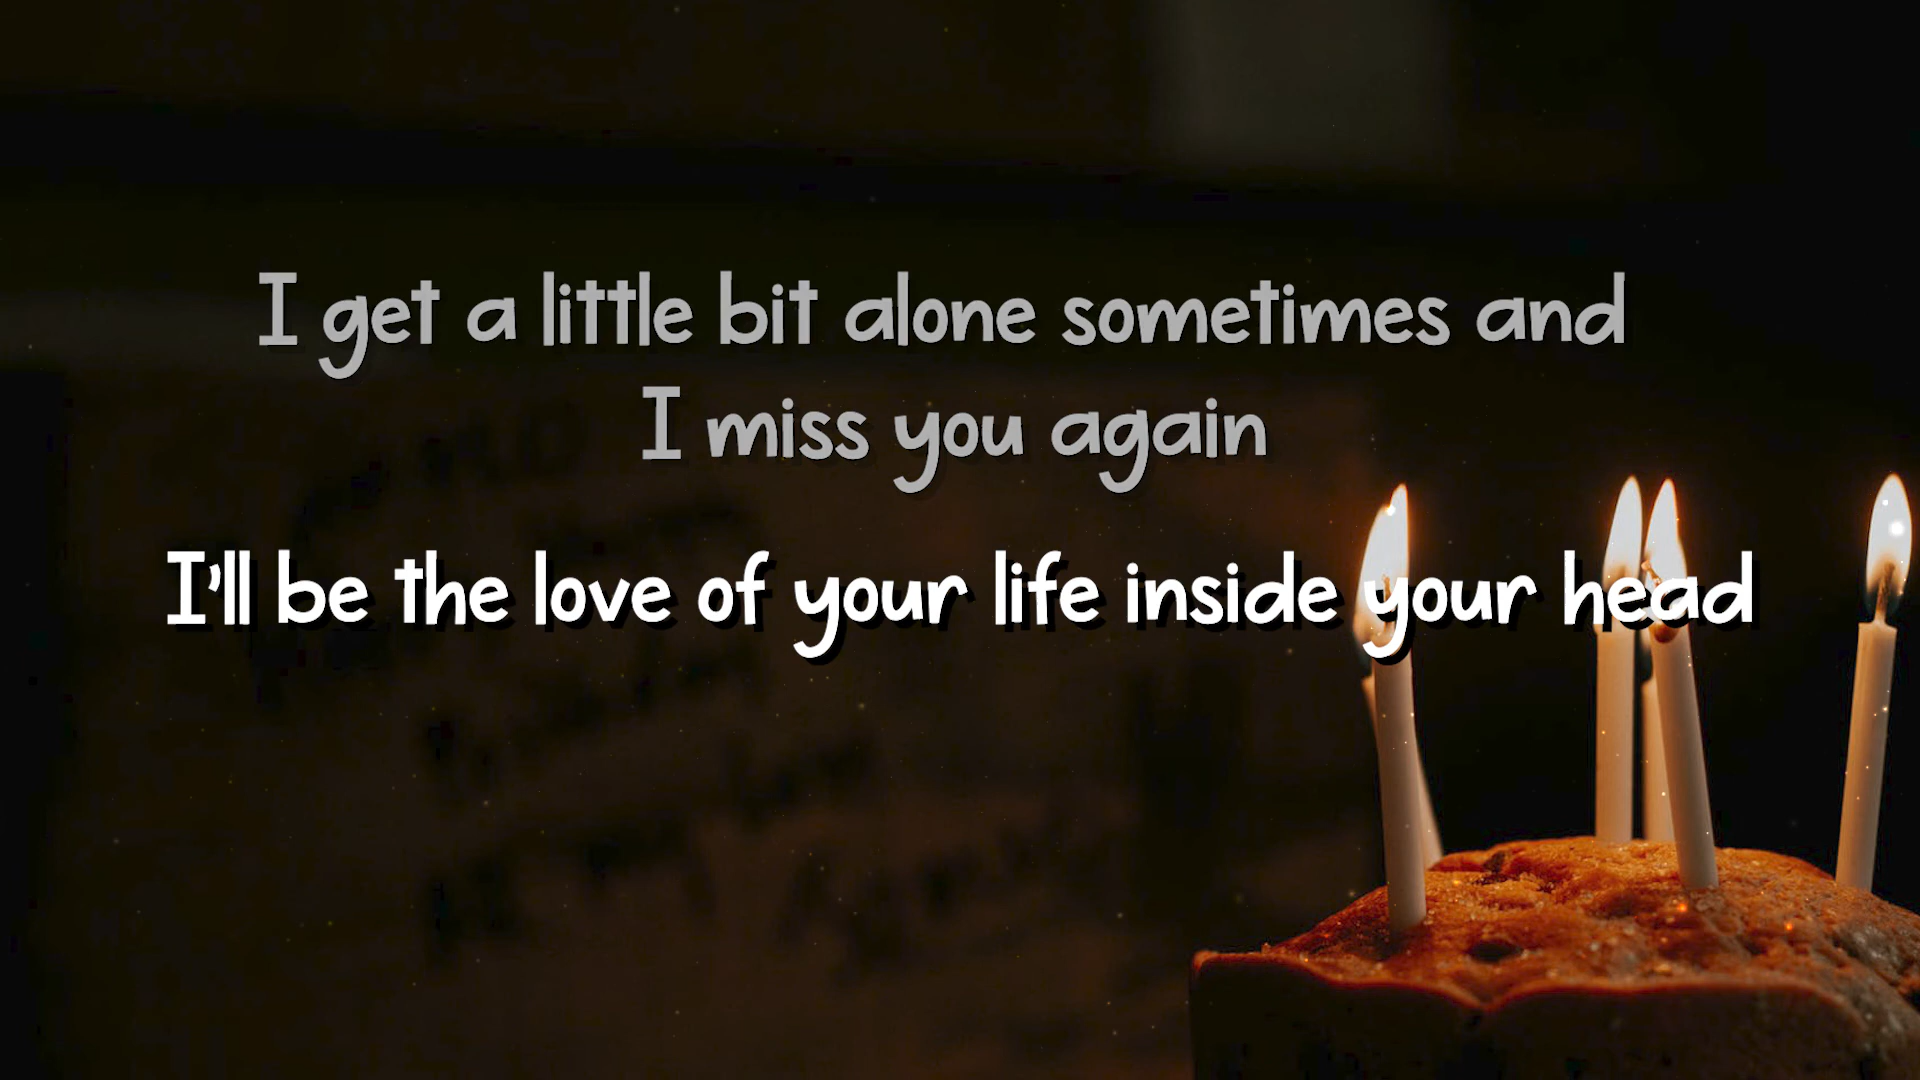 I get a little bit alone sometimes and
I miss you again
I'll be the love of your life inside your head